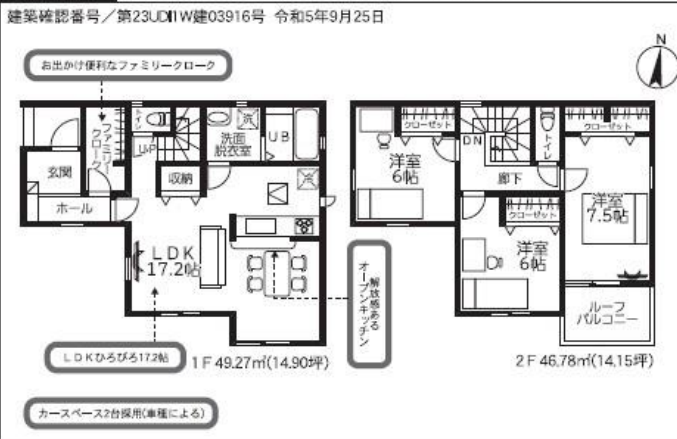 建築確認番号／第23UDI1W建03916号 令和5年9月25日
お出かけ便利なファミリークローク
N
トイレ
ファミリー
クローク
UP
洗面
脱衣室
洗
UB
玄関
収納
ホール
冷
LDK
17.2帖
解放感ある
オープンキッチン
LDKひろびろ17.2帖
1F 49.27㎡(14.90坪)
カースペース2台採用(車種による)
クローゼット
DN
トイレ
クローゼット
洋室
6帖
廊下
洋室
7.5帖
クローゼット
洋室
6帖
ルーフ
バルコニー
2F 46.78㎡(14.15坪)